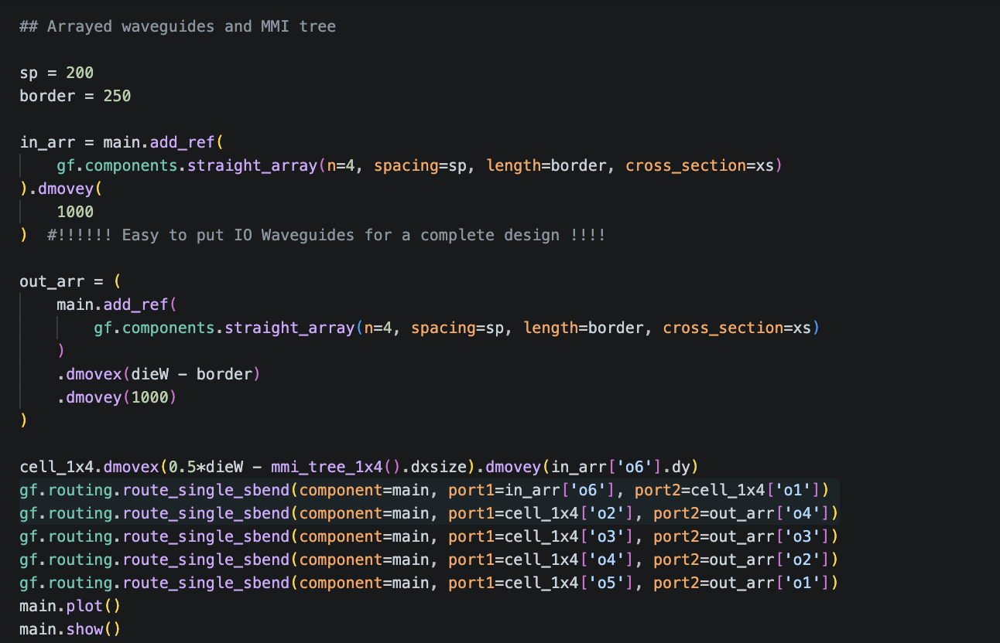 ## Arrayed waveguides and MMI tree
sp = 200
border = 250
in_arr = main.add_ref(
    gf.components.straight_array(n=4, spacing=sp, length=border, cross_section=xs)
).dmovey(
    1000
)  #!!!!!! Easy to put IO Waveguides for a complete design !!!!
out_arr = (
    main.add_ref(
        gf.components.straight_array(n=4, spacing=sp, length=border, cross_section=xs)
    )
    .dmovex(dieW - border)
    .dmovey(1000)
)
cell_1x4.dmovex(0.5*dieW - mmi_tree_1x4().dxsize).dmovey(in_arr['o6'].dy)
gf.routing.route_single_sbend(component=main, port1=in_arr['o6'], port2=cell_1x4['o1'])
gf.routing.route_single_sbend(component=main, port1=cell_1x4['o2'], port2=out_arr['o4'])
gf.routing.route_single_sbend(component=main, port1=cell_1x4['o3'], port2=out_arr['o3'])
gf.routing.route_single_sbend(component=main, port1=cell_1x4['o4'], port2=out_arr['o2'])
gf.routing.route_single_sbend(component=main, port1=cell_1x4['o5'], port2=out_arr['o1'])
main.plot()
main.show()